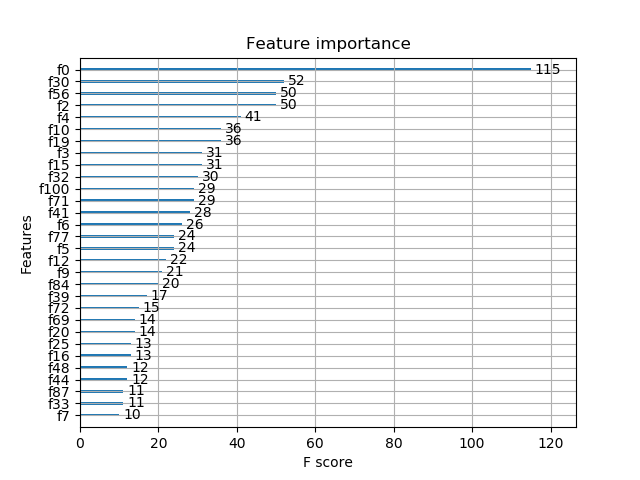 Feature importance
f0 115
f30 52
f56 50
f2 50
f4 41
f10 36
f19 36
f3 31
f15 31
f32 30
f100 29
f71 29
f41 28
f6 26
f77 24
f5 24
f12 22
f9 21
f84 20
f39 17
f72 15
f69 14
f20 14
f25 13
f16 13
f48 12
f44 12
f87 11
f33 11
f7 10
Features
0 20 40 60 80 100 120
F score